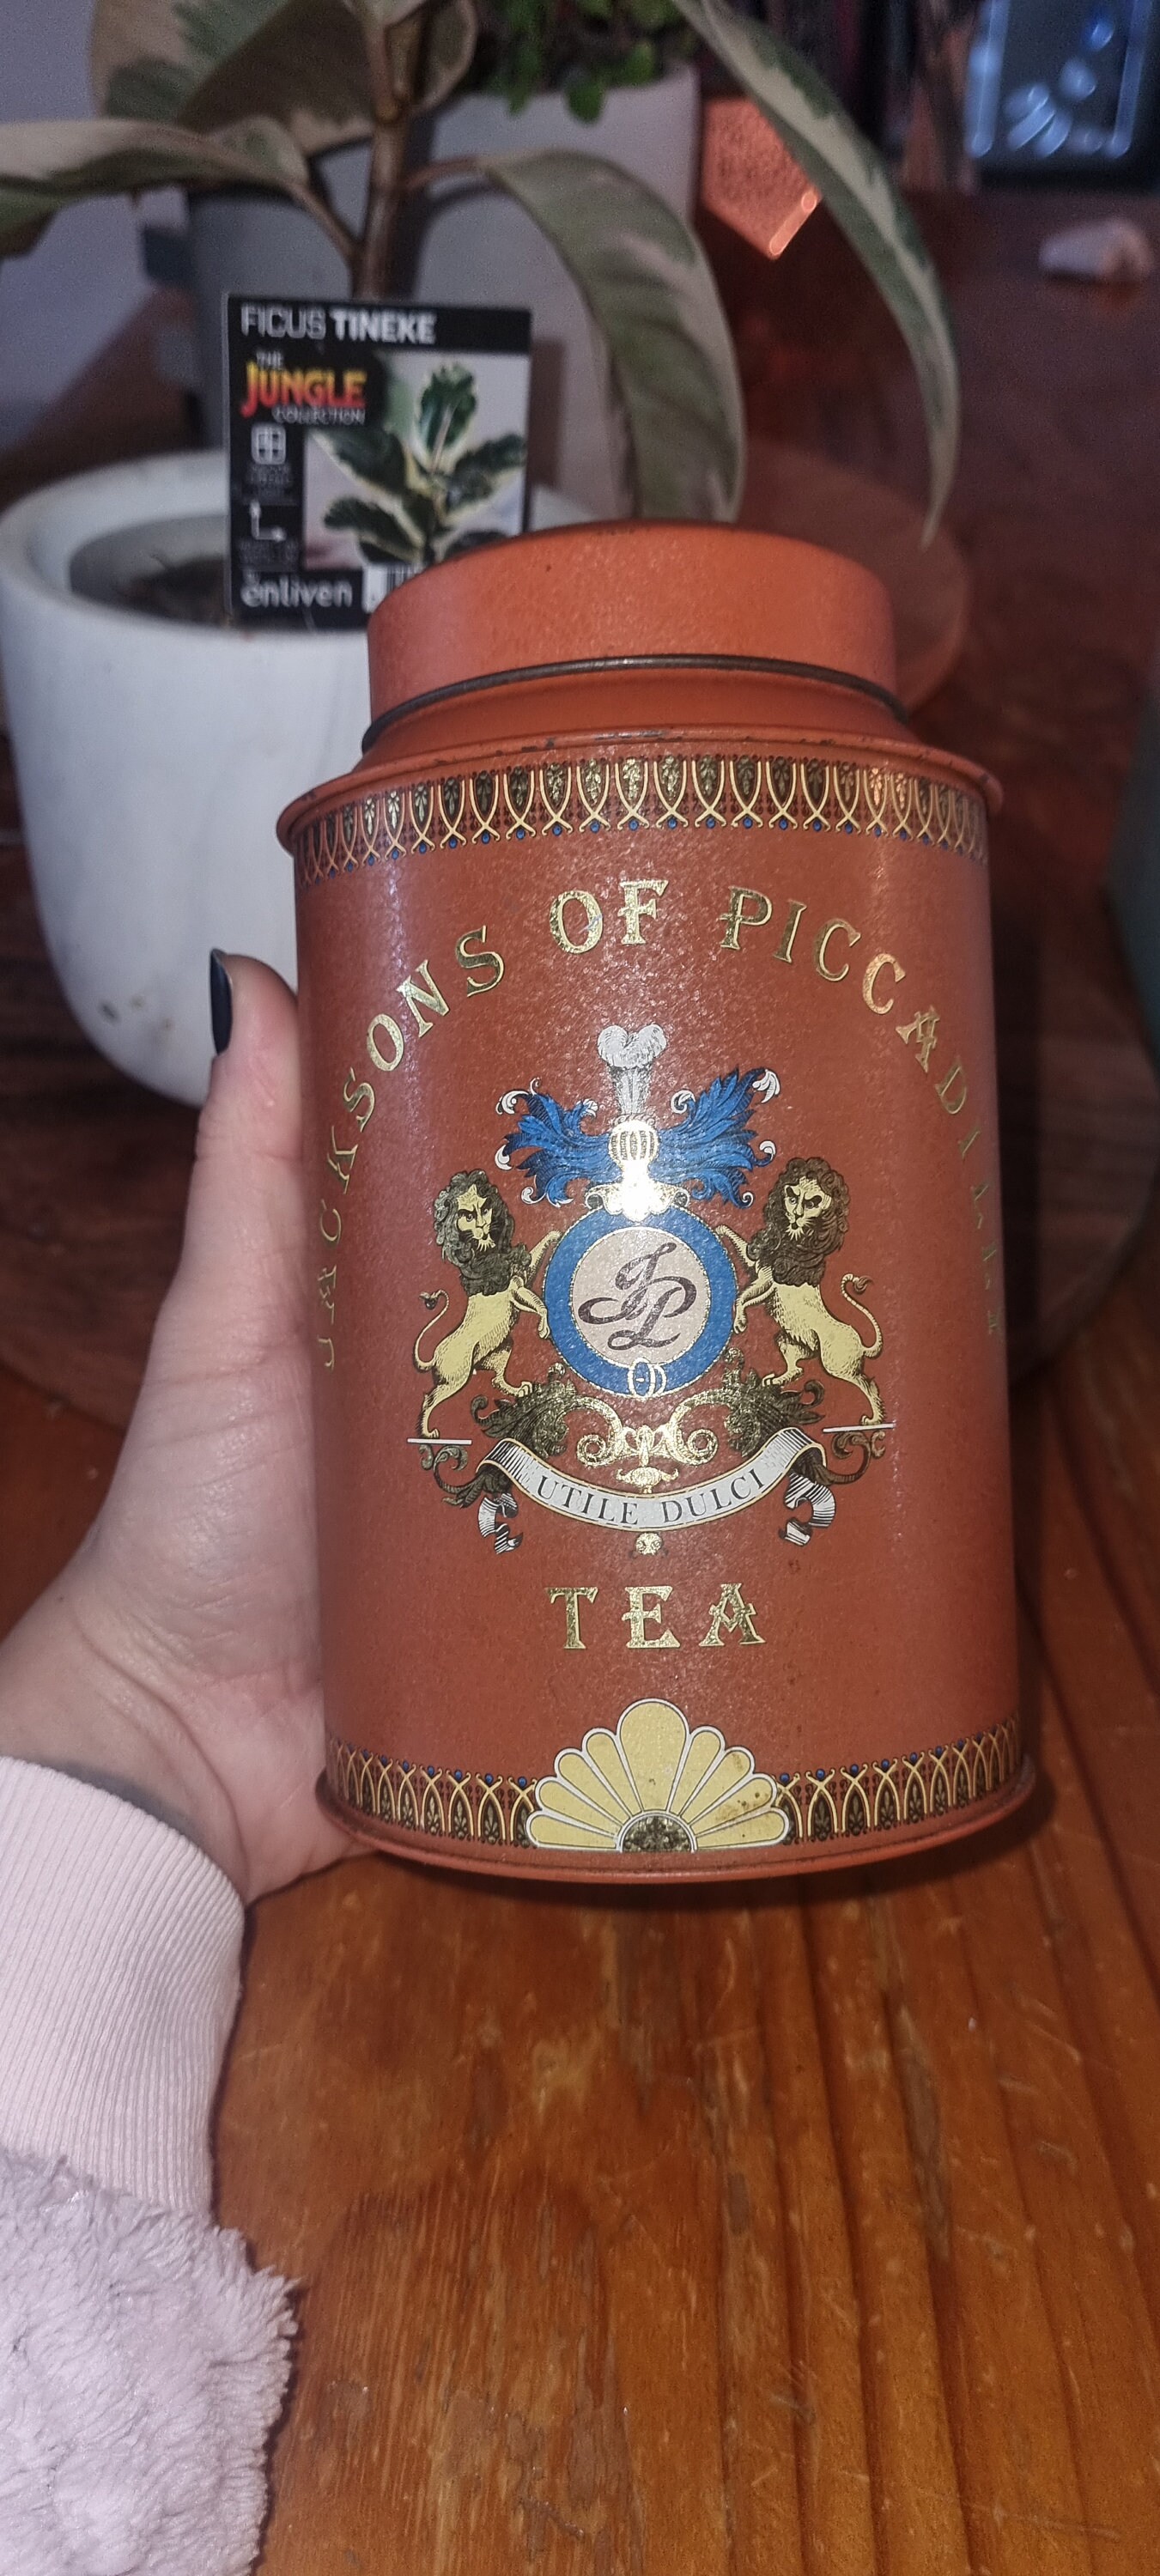 FICUS TINEKE
THE
JUNGLE
COLLECTION
enliven
JACKSONS OF PICCADILLY
JP
UTILE DULCI
TEA